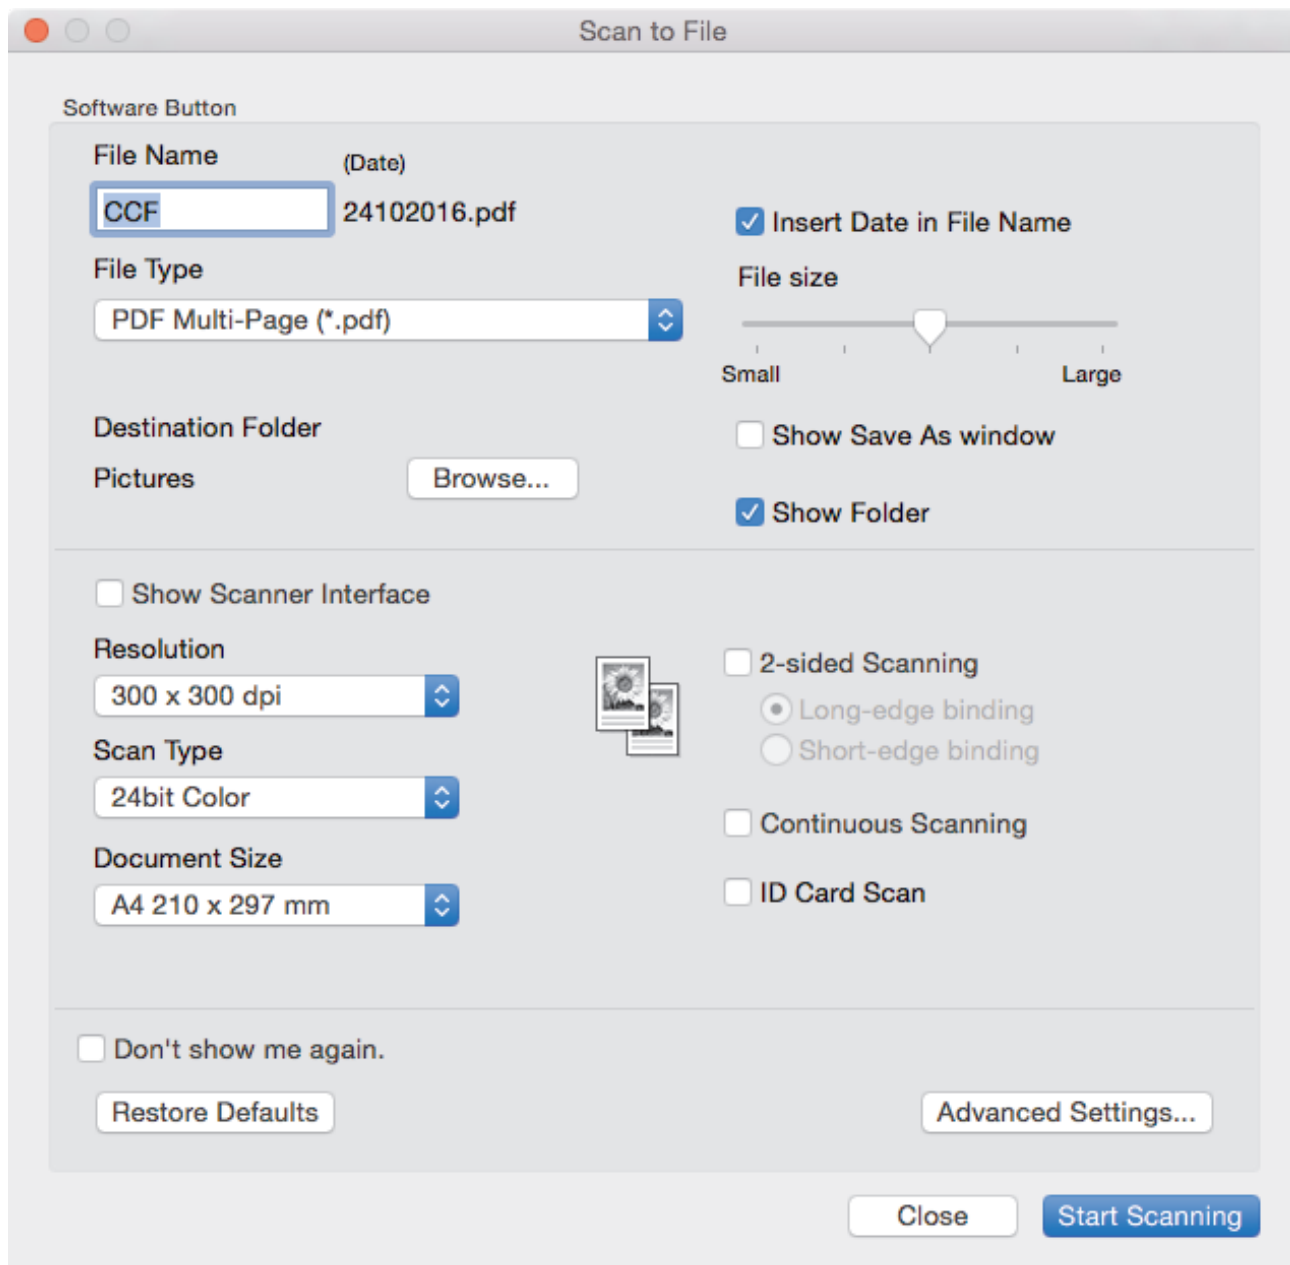 Scan to File
Software Button
File Name
(Date)
CCF
24102016.pdf
Insert Date in File Name
File Type
File size
PDF Multi-Page (*.pdf)
Small
Large
Destination Folder
Show Save As window
Pictures
Browse...
Show Folder
Show Scanner Interface
Resolution
2-sided Scanning
300 x 300 dpi
Long-edge binding
Scan Type
Short-edge binding
24bit Color
Continuous Scanning
Document Size
ID Card Scan
A4 210 x 297 mm
Don't show me again.
Restore Defaults
Advanced Settings...
Close
Start Scanning